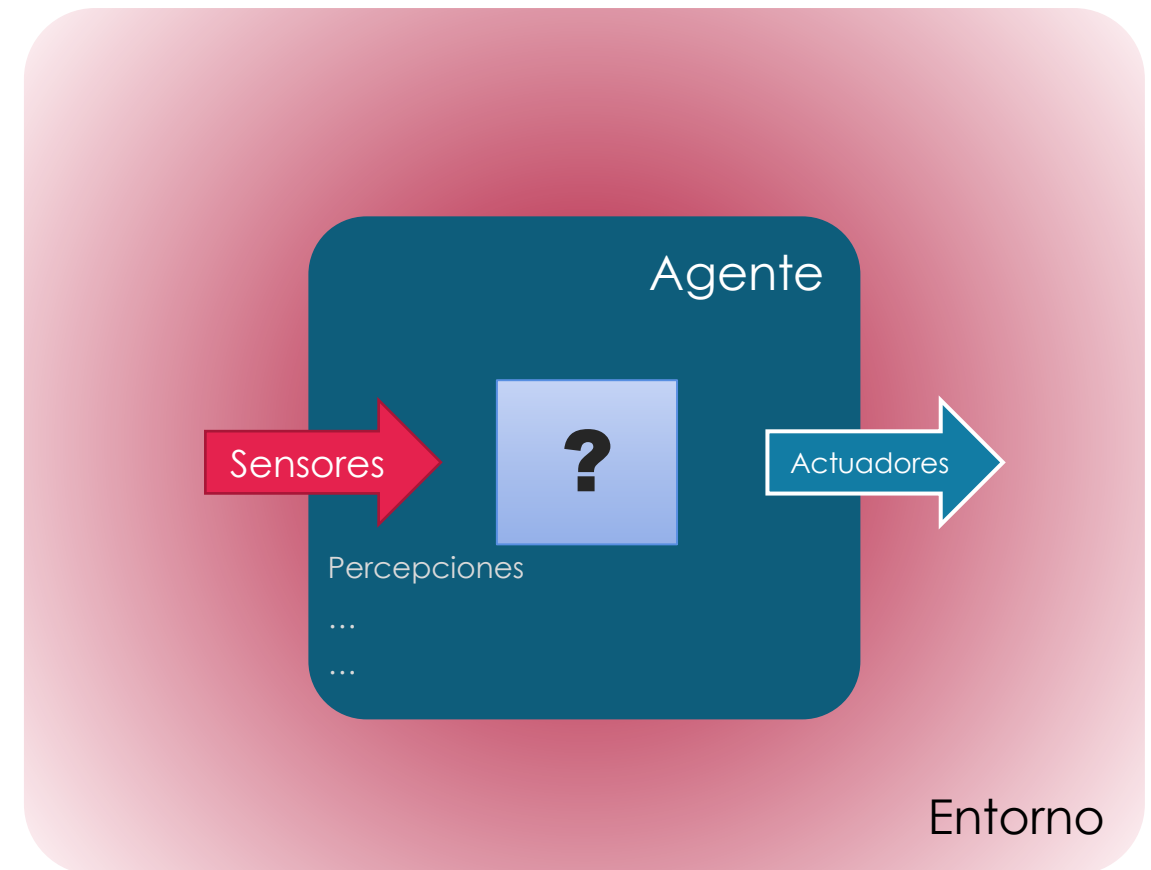 Agente
?
Sensores
Actuadores
Percepciones
…
…
Entorno